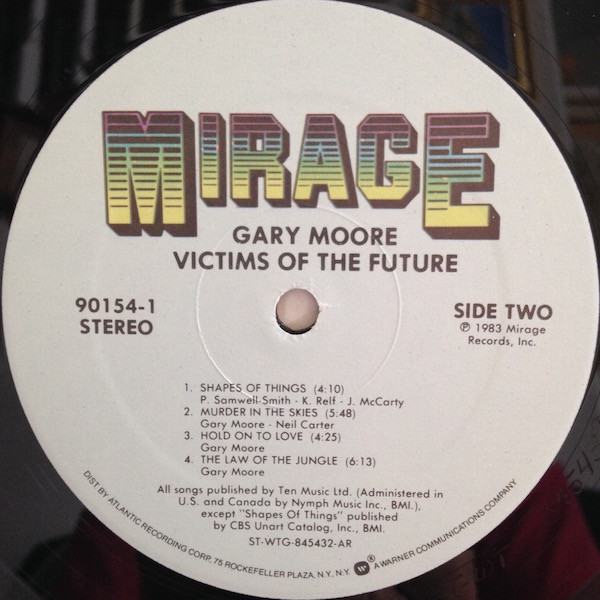 MIRAGE
GARY MOORE
VICTIMS OF THE FUTURE
90154-1
STEREO
SIDE TWO
℗ 1983 Mirage
Records, Inc.
1. SHAPES OF THINGS (4:10)
P. Samwell-Smith - K. Relf - J. McCarty
2. MURDER IN THE SKIES (5:48)
Gary Moore - Neil Carter
3. HOLD ON TO LOVE (4:25)
Gary Moore
4. THE LAW OF THE JUNGLE (6:13)
Gary Moore
All songs published by Ten Music Ltd. (Administered in
U.S. and Canada by Nymph Music Inc., BMI.),
except "Shapes Of Things" published
by CBS Unart Catalog, Inc., BMI.
ST-WTG-845432-AR
DIST. BY ATLANTIC RECORDING CORP. 75 ROCKEFELLER PLAZA, N.Y., N.Y. ® A WARNER COMMUNICATIONS COMPANY